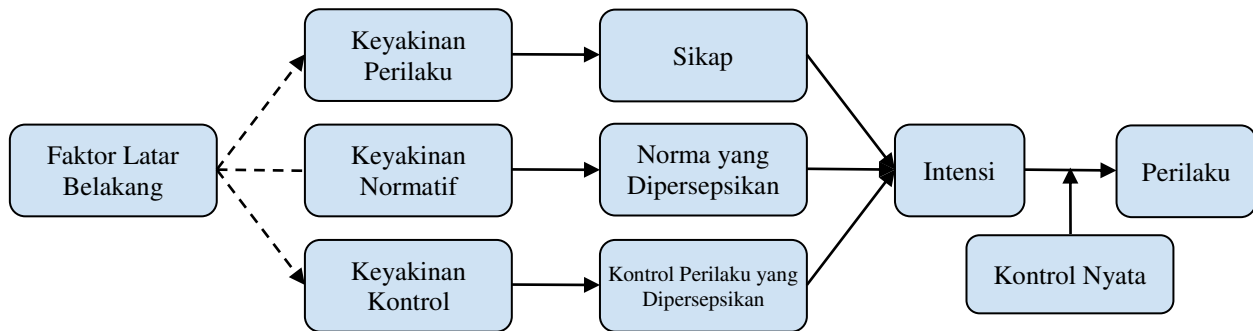 Keyakinan
Perilaku
Sikap
Faktor Latar
Belakang
Keyakinan
Normatif
Norma yang
Dipersepsikan
Intensi
Perilaku
Keyakinan
Kontrol
Kontrol Perilaku yang
Dipersepsikan
Kontrol Nyata